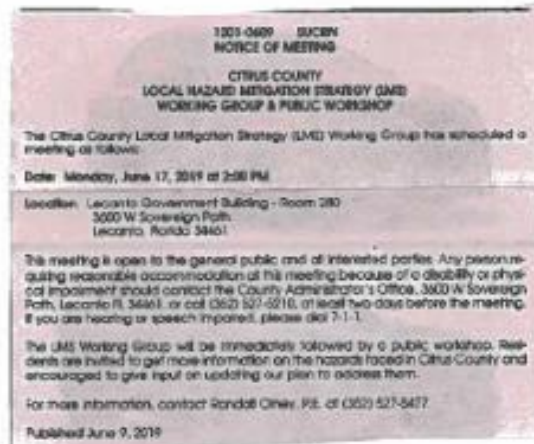 NOTICE OF MEETING
CITRUS COUNTY
LOCAL HAZARD MITIGATION STRATEGY (LMS)
WORKING GROUP & PUBLIC WORKSHOP
The Citrus County Local Mitigation Strategy (LMS) Working Group has scheduled a
meeting as follows:
Date: Monday, June 17, 2019 at 2:00 PM
Location: Lecanto Government Building - Room 280
3600 W Sovereign Path
Lecanto, Florida 34461
This meeting is open to the general public and all interested parties. Any person re-
quiring reasonable accommodation at this meeting because of a disability or physi-
cal impairment should contact the County Administrator's Office, 3600 W Sovereign
Path, Lecanto FL 34461, or call (352) 527-5210, at least two days before the meeting.
If you are hearing or speech impaired, please dial 7-1-1.
The LMS Working Group will be immediately followed by a public workshop. Resi-
dents are invited to get more information on the hazards faced in Citrus County and
encouraged to give input on updating our plan to address them.
For more information, contact Randall Olney, P.E. at (352) 527-5477
Published June 9, 2019